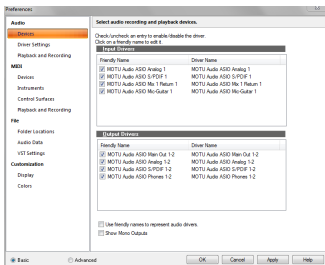 Preferences
Audio
Devices
Driver Settings
Playback and Recording
MIDI
Devices
Instruments
Control Surfaces
Playback and Recording
File
Folder Locations
Audio Data
VST Settings
Customization
Display
Colors
Basic
Advanced
Select audio recording and playback devices.
Check/uncheck an entry to enable/disable the driver.
Click on a friendly name to edit it.
Input Drivers
Friendly Name Driver Name
MOTU Audio ASIO Analog 1 MOTU Audio ASIO Analog 1
MOTU Audio ASIO S/PDIF 1 MOTU Audio ASIO S/PDIF 1
MOTU Audio ASIO Mix 1 Return 1 MOTU Audio ASIO Mix 1 Return 1
MOTU Audio ASIO Mic-Guitar 1 MOTU Audio ASIO Mic-Guitar 1
Output Drivers
Friendly Name Driver Name
MOTU Audio ASIO Main Out 1-2 MOTU Audio ASIO Main Out 1-2
MOTU Audio ASIO Analog 1-2 MOTU Audio ASIO Analog 1-2
MOTU Audio ASIO S/PDIF 1-2 MOTU Audio ASIO S/PDIF 1-2
MOTU Audio ASIO Phones 1-2 MOTU Audio ASIO Phones 1-2
Use friendly names to represent audio drivers.
Show Mono Outputs
OK Cancel Apply Help